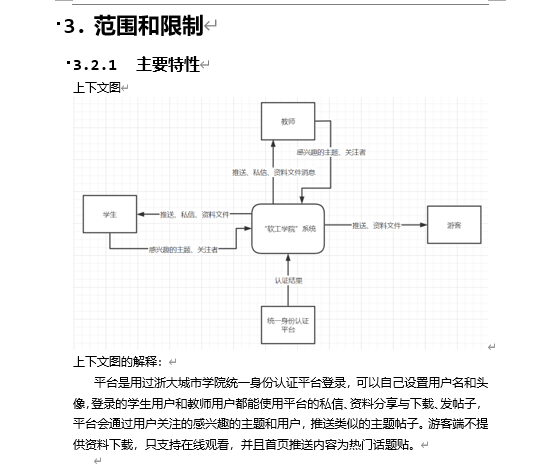 3. 范围和限制
3.2.1 主要特性
上下文图
教师
感兴趣的主题、关注者
推送、私信、资料文件消息
学生
推送、私信、资料文件
"软工学院"系统
推送、资料文件
游客
感兴趣的主题、关注者
认证结果
统一身份认证
平台
上下文图的解释：
平台是用过浙大城市学院统一身份认证平台登录，可以自己设置用户名和头
像,登录的学生用户和教师用户都能使用平台的私信、资料分享与下载、发帖子，
平台会通过用户关注的感兴趣的主题和用户，推送类似的主题帖子。游客端不提
供资料下载，只支持在线观看，并且首页推送内容为热门话题贴。